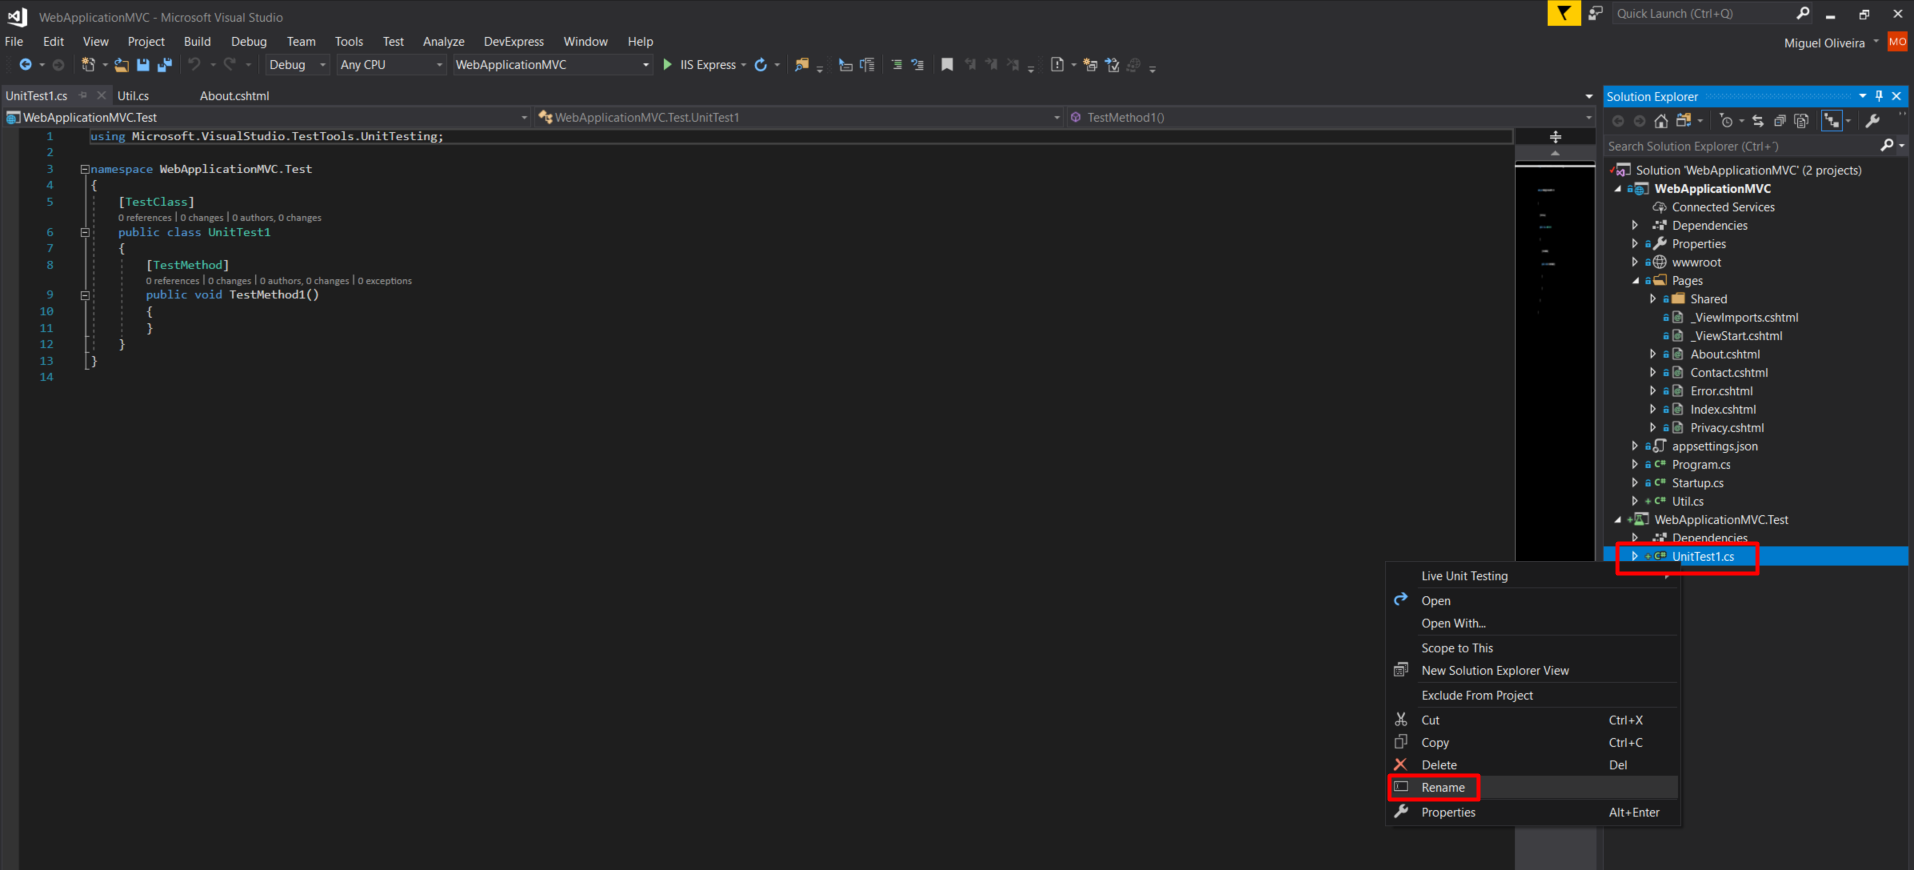 WebApplicationMVC - Microsoft Visual Studio
Quick Launch (Ctrl+Q)
File Edit View Project Build Debug Team Tools Test Analyze DevExpress Window Help
Miguel Oliveira MO
Debug Any CPU WebApplicationMVC IIS Express
UnitTest1.cs Util.cs About.cshtml
WebApplicationMVC.Test WebApplicationMVC.Test.UnitTest1 TestMethod1()
1 using Microsoft.VisualStudio.TestTools.UnitTesting;
2
3 namespace WebApplicationMVC.Test
4 {
5 [TestClass]
0 references | 0 changes | 0 authors, 0 changes
6 public class UnitTest1
7 {
8 [TestMethod]
0 references | 0 changes | 0 authors, 0 changes | 0 exceptions
9 public void TestMethod1()
10 {
11 }
12 }
13 }
14
Solution Explorer
Search Solution Explorer (Ctrl+´)
Solution 'WebApplicationMVC' (2 projects)
WebApplicationMVC
Connected Services
Dependencies
Properties
wwwroot
Pages
Shared
_ViewImports.cshtml
_ViewStart.cshtml
About.cshtml
Contact.cshtml
Error.cshtml
Index.cshtml
Privacy.cshtml
appsettings.json
C# Program.cs
C# Startup.cs
C# Util.cs
WebApplicationMVC.Test
Dependencies
C# UnitTest1.cs
Live Unit Testing
Open
Open With...
Scope to This
New Solution Explorer View
Exclude From Project
Cut Ctrl+X
Copy Ctrl+C
Delete Del
Rename
Properties Alt+Enter